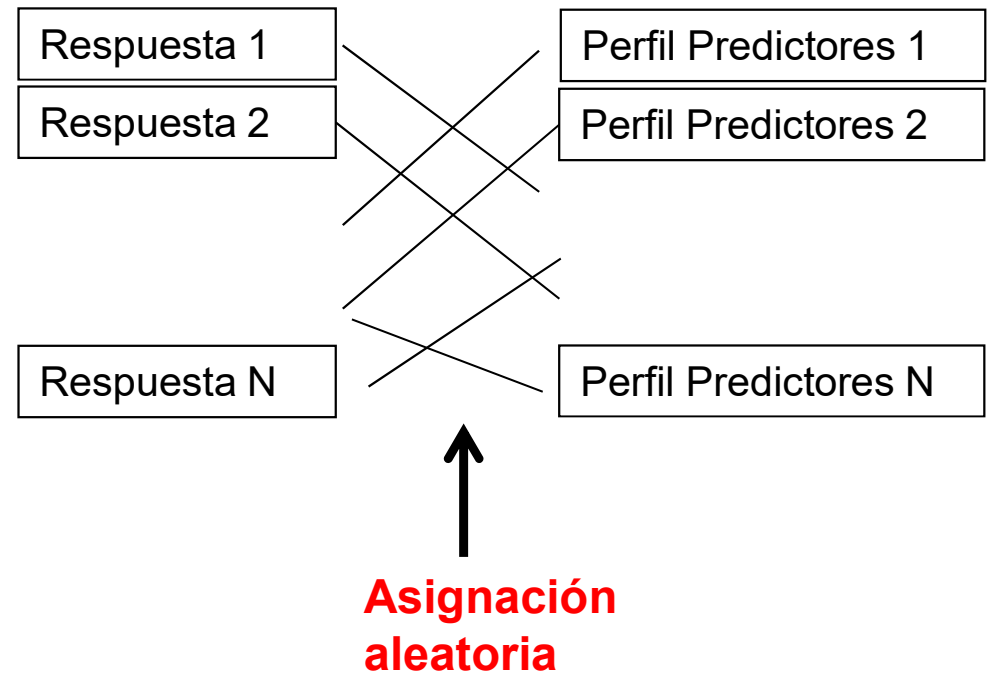 Respuesta 1
Perfil Predictores 1
Respuesta 2
Perfil Predictores 2
Respuesta N
Perfil Predictores N
Asignación
aleatoria